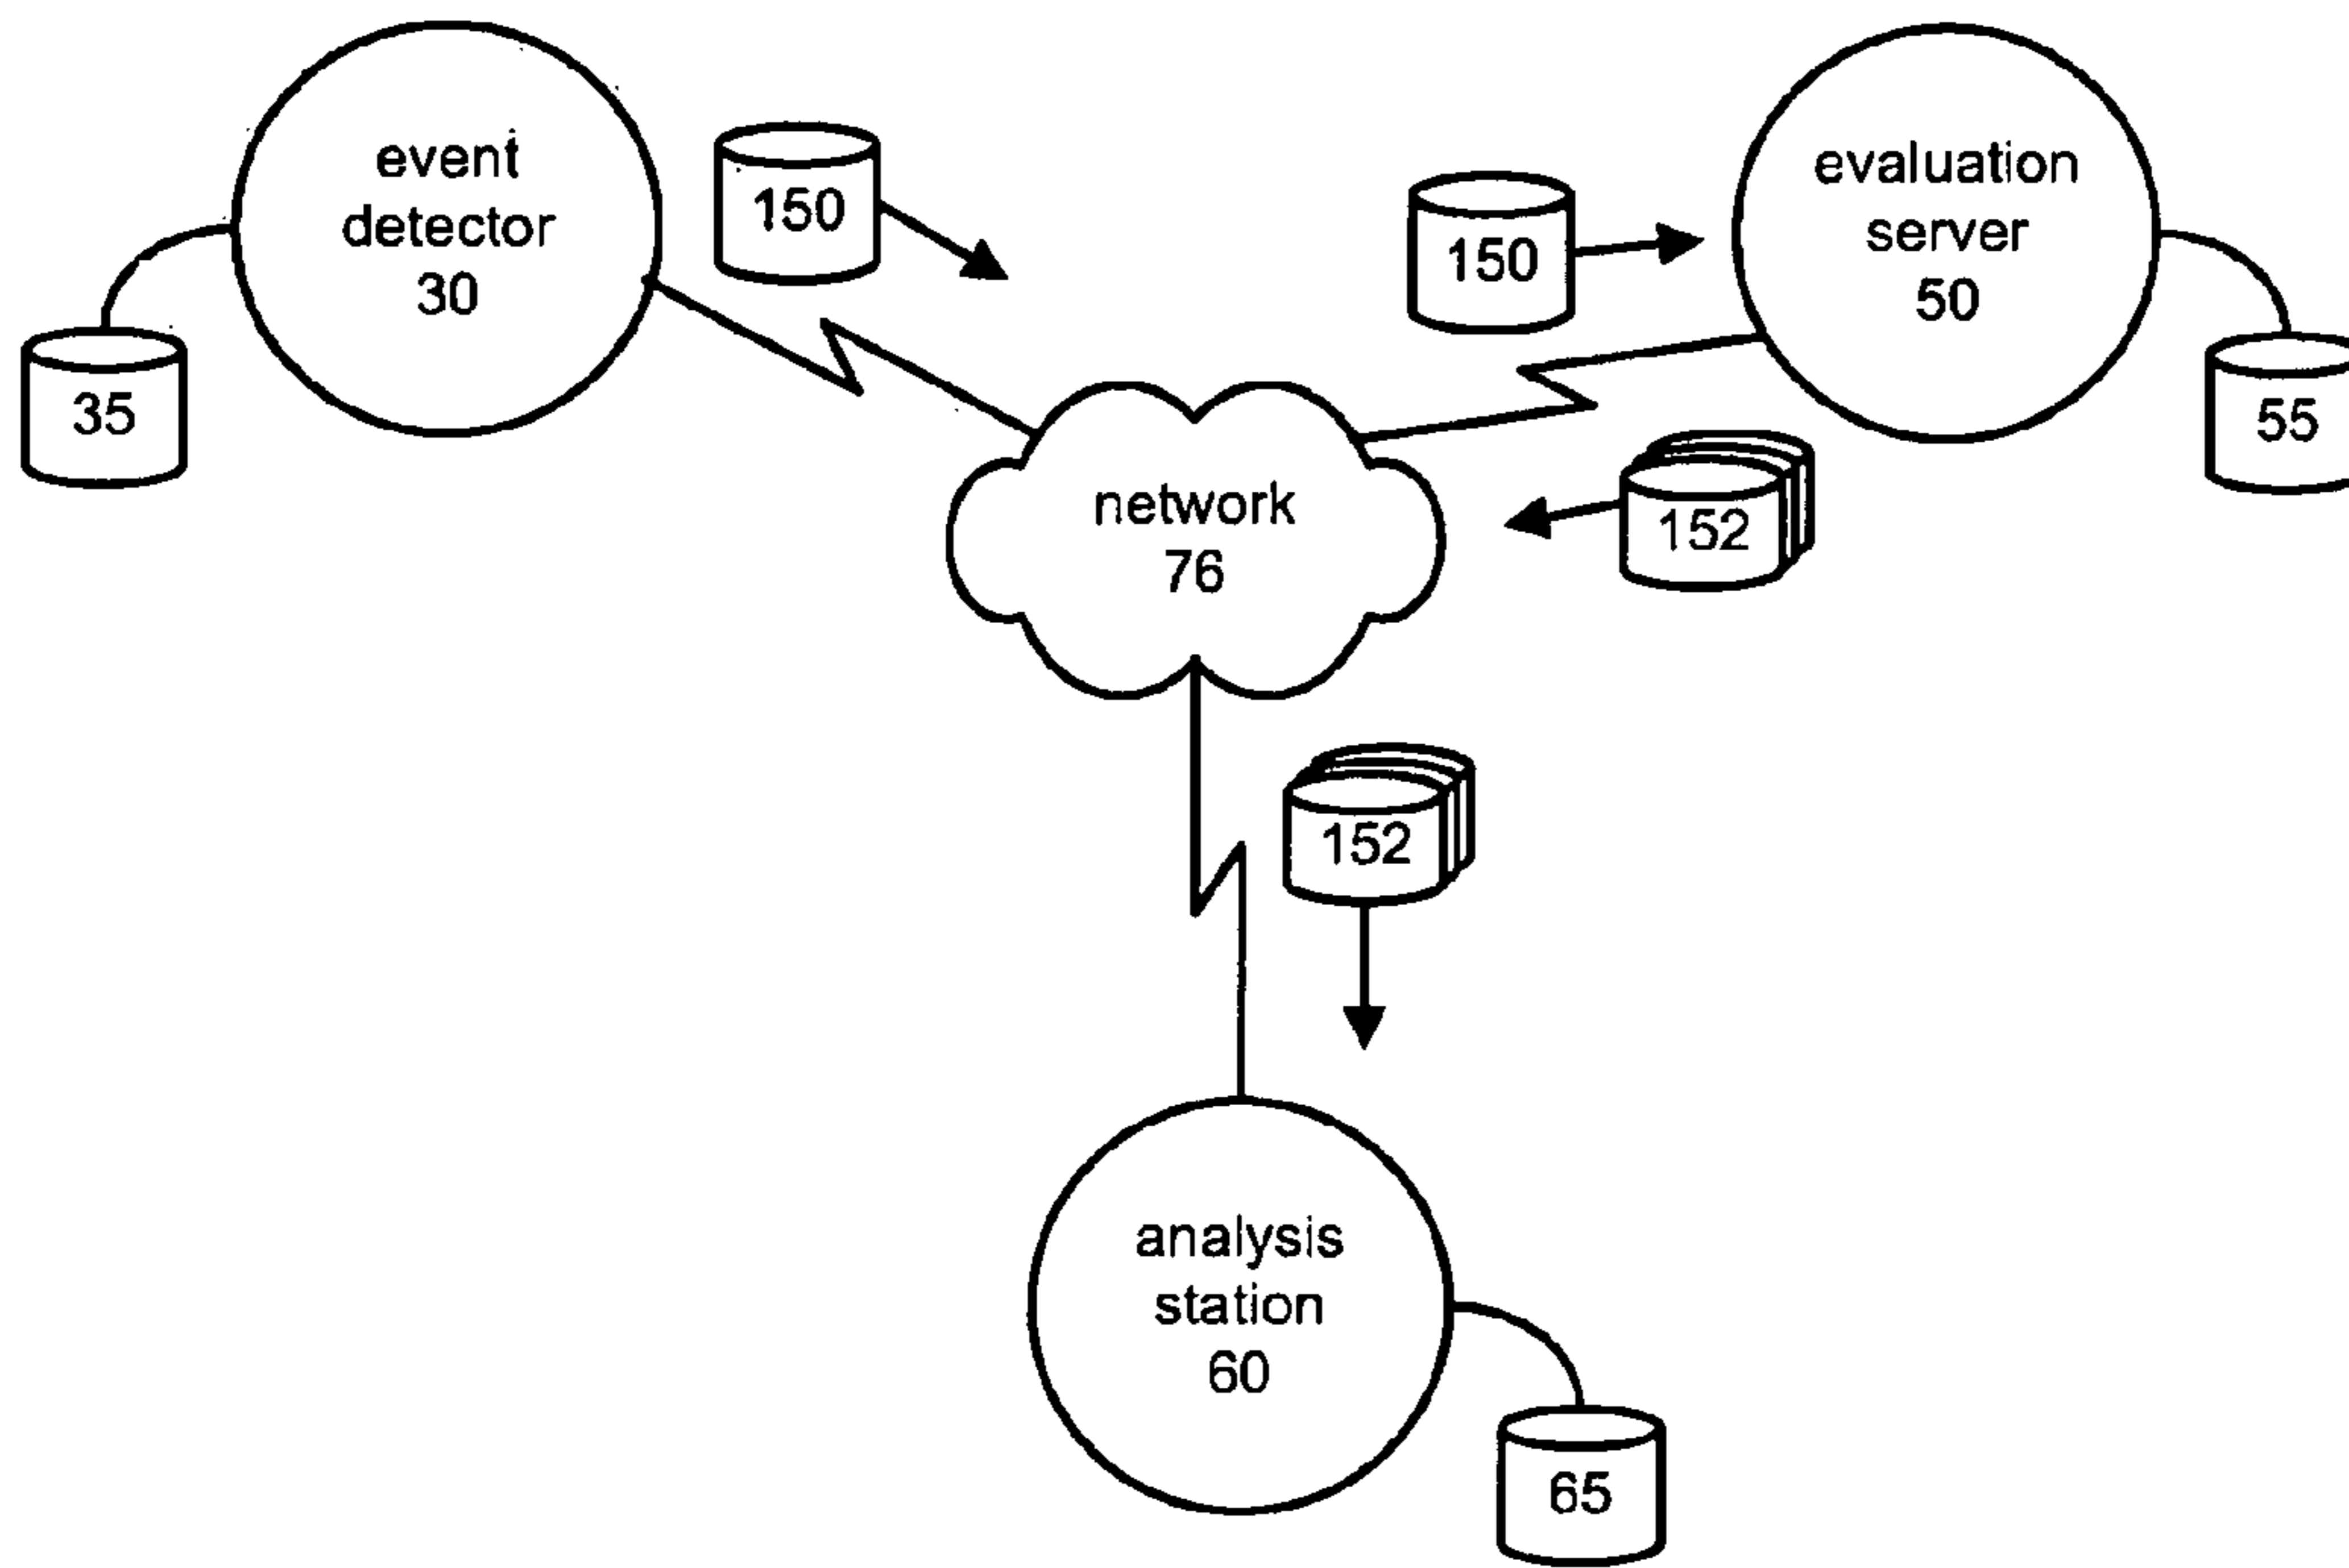 event
detector
30
150
150
evaluation
server
50
35
55
network
76
152
152
analysis
station
60
65